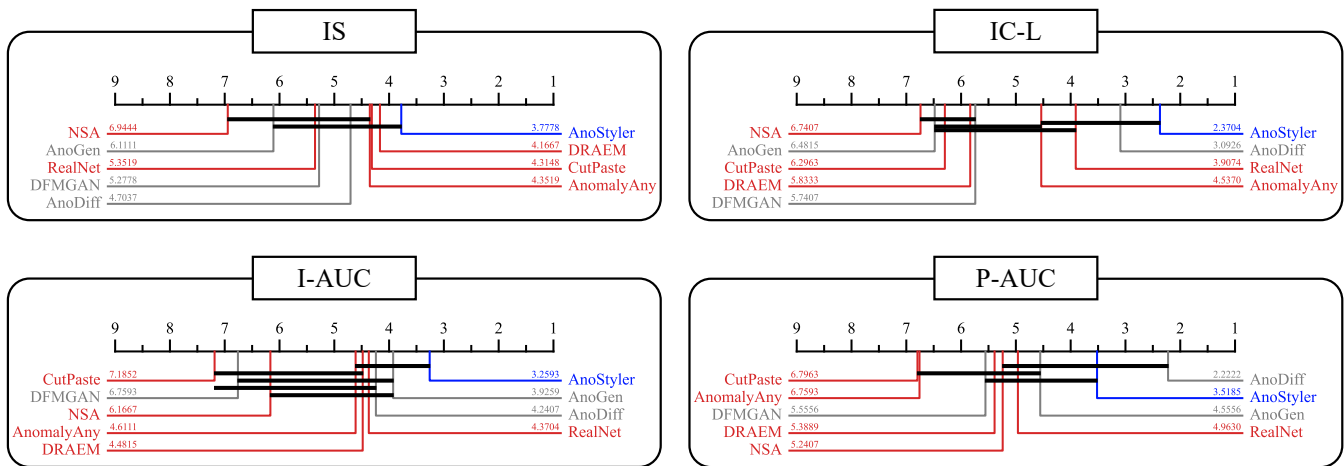 IS
9 8 7 6 5 4 3 2 1
NSA 6.9444 3.7778 AnoStyler
AnoGen 6.1111 4.1667 DRAEM
RealNet 5.3519 4.3148 CutPaste
DFMGAN 5.2778 4.3519 AnomalyAny
AnoDiff 4.7037
IC-L
9 8 7 6 5 4 3 2 1
NSA 6.7407 2.3704 AnoStyler
AnoGen 6.4815 3.0926 AnoDiff
CutPaste 6.2963 3.9074 RealNet
DRAEM 5.8333 4.5370 AnomalyAny
DFMGAN 5.7407
I-AUC
9 8 7 6 5 4 3 2 1
CutPaste 7.1852 3.2593 AnoStyler
DFMGAN 6.7593 3.9259 AnoGen
NSA 6.1667 4.2407 AnoDiff
AnomalyAny 4.6111 4.3704 RealNet
DRAEM 4.4815
P-AUC
9 8 7 6 5 4 3 2 1
CutPaste 6.7963 2.2222 AnoDiff
AnomalyAny 6.7593 3.5185 AnoStyler
DFMGAN 5.5556 4.5556 AnoGen
DRAEM 5.3889 4.9630 RealNet
NSA 5.2407